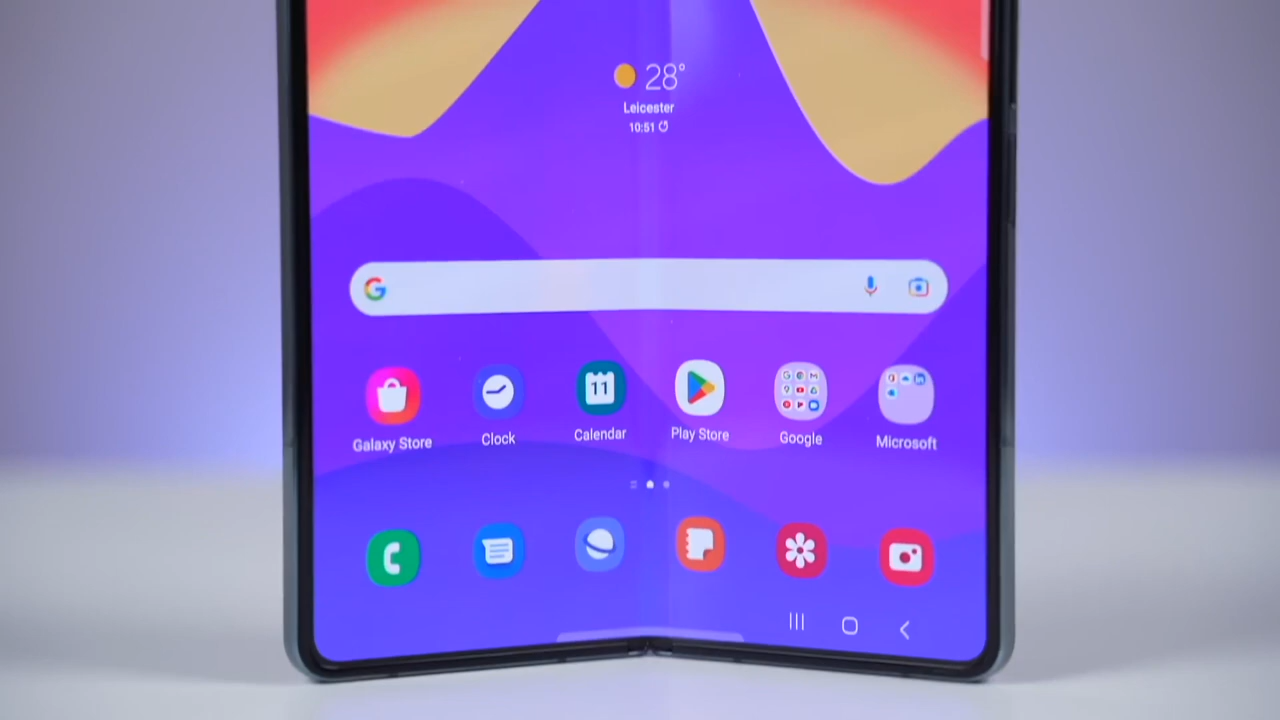 28°
Leicester
10:51
G
11
Galaxy Store
Clock
Calendar
Play Store
Google
Microsoft